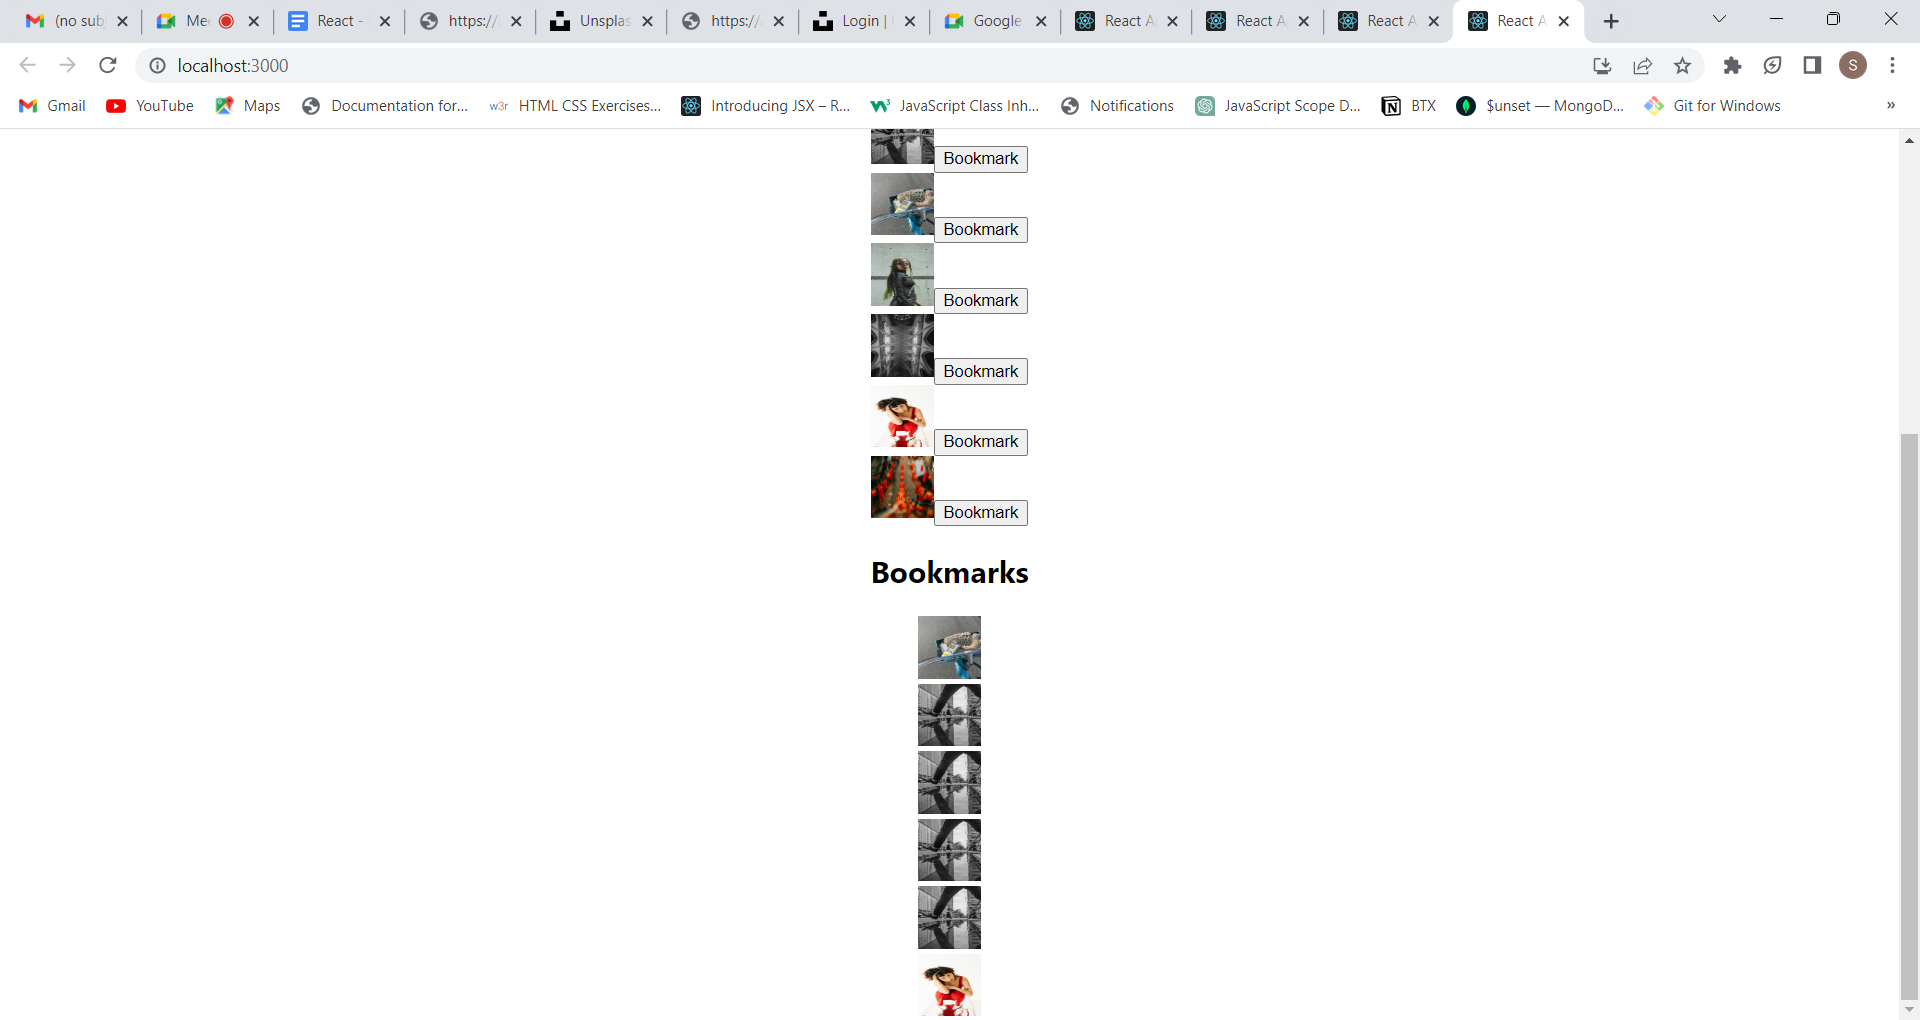 (no sub
Me
React -
https://
Unsplas
https://
Login |
Google
React A
React A
React A
React A
localhost:3000
S
Gmail
YouTube
Maps
Documentation for...
w3r HTML CSS Exercises...
Introducing JSX – R...
JavaScript Class Inh...
Notifications
JavaScript Scope D...
BTX
$unset — MongoD...
Git for Windows
»
Bookmark
Bookmark
Bookmark
Bookmark
Bookmark
Bookmark
Bookmarks